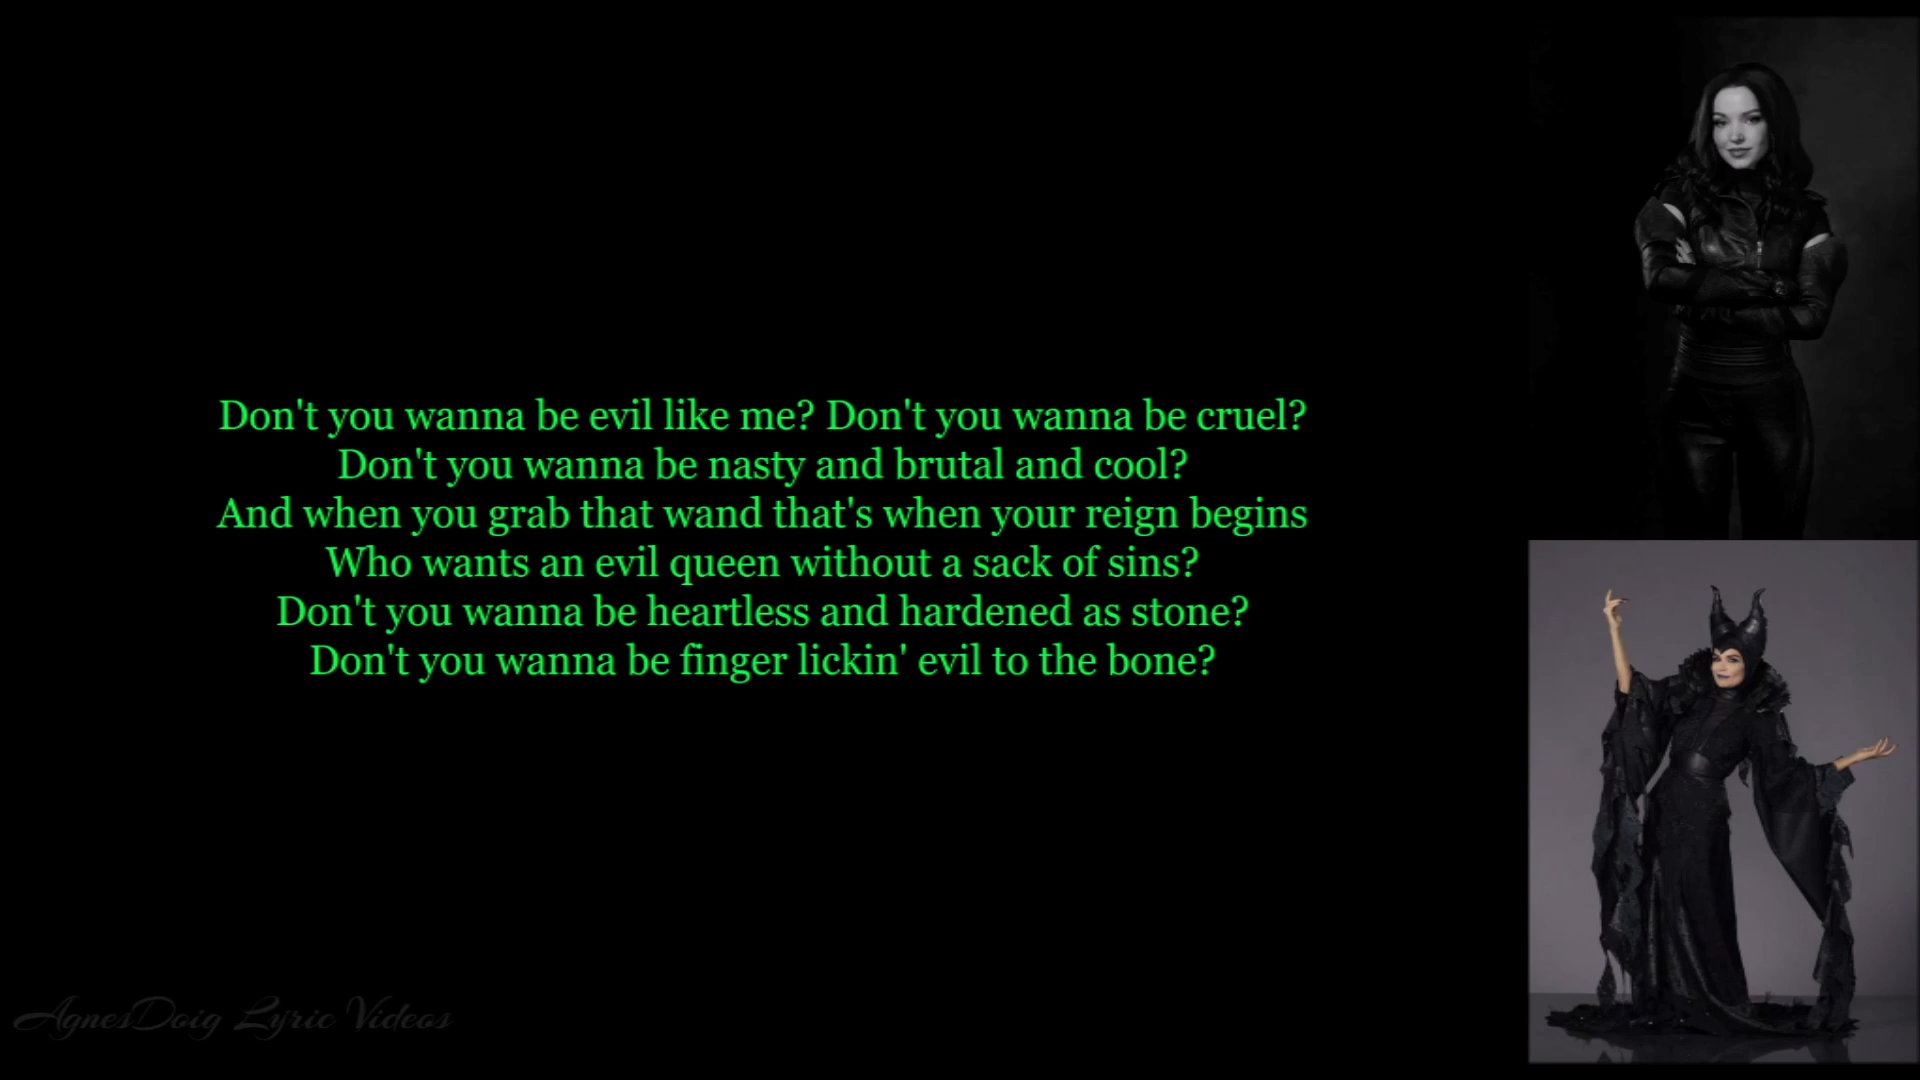 Don't you wanna be evil like me? Don't you wanna be cruel?
Don't you wanna be nasty and brutal and cool?
And when you grab that wand that's when your reign begins
Who wants an evil queen without a sack of sins?
Don't you wanna be heartless and hardened as stone?
Don't you wanna be finger lickin' evil to the bone?
AgnesDoig Lyric Videos